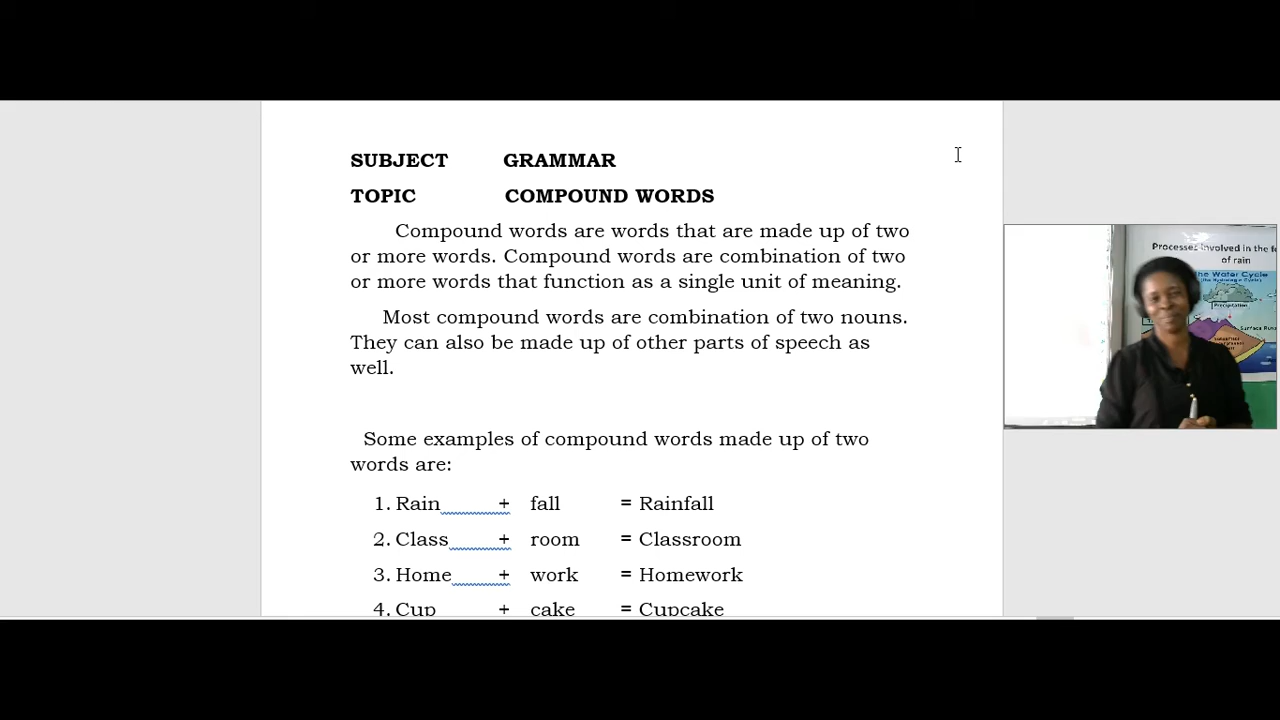 SUBJECT GRAMMAR
TOPIC COMPOUND WORDS
Compound words are words that are made up of two
or more words. Compound words are combination of two
or more words that function as a single unit of meaning.
Most compound words are combination of two nouns.
They can also be made up of other parts of speech as
well.
Some examples of compound words made up of two
words are:
1. Rain + fall = Rainfall
2. Class + room = Classroom
3. Home + work = Homework
4. Cup + cake = Cupcake
Processes involved in the
of rain
The Water Cycle
Precipitation
Surface